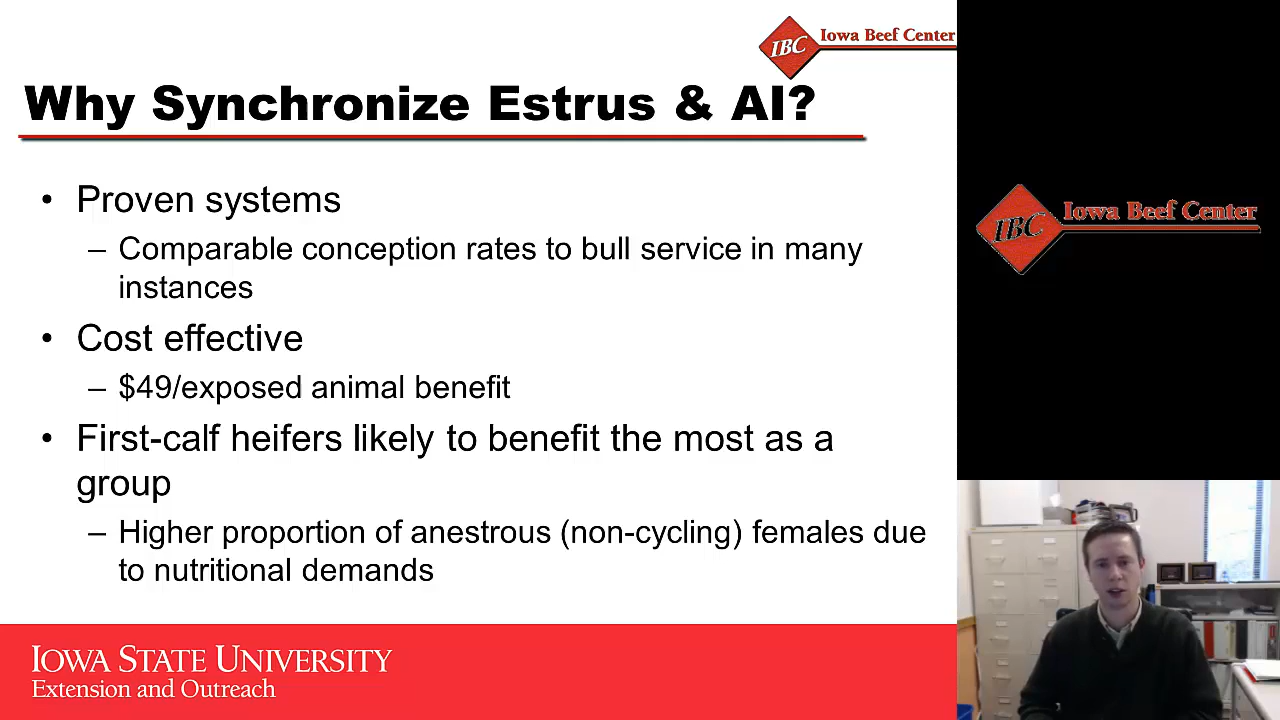 IBC Iowa Beef Center
Why Synchronize Estrus & AI?
• Proven systems
– Comparable conception rates to bull service in many
instances
• Cost effective
– $49/exposed animal benefit
• First-calf heifers likely to benefit the most as a
group
– Higher proportion of anestrous (non-cycling) females due
to nutritional demands
IOWA STATE UNIVERSITY
Extension and Outreach
IBC Iowa Beef Center